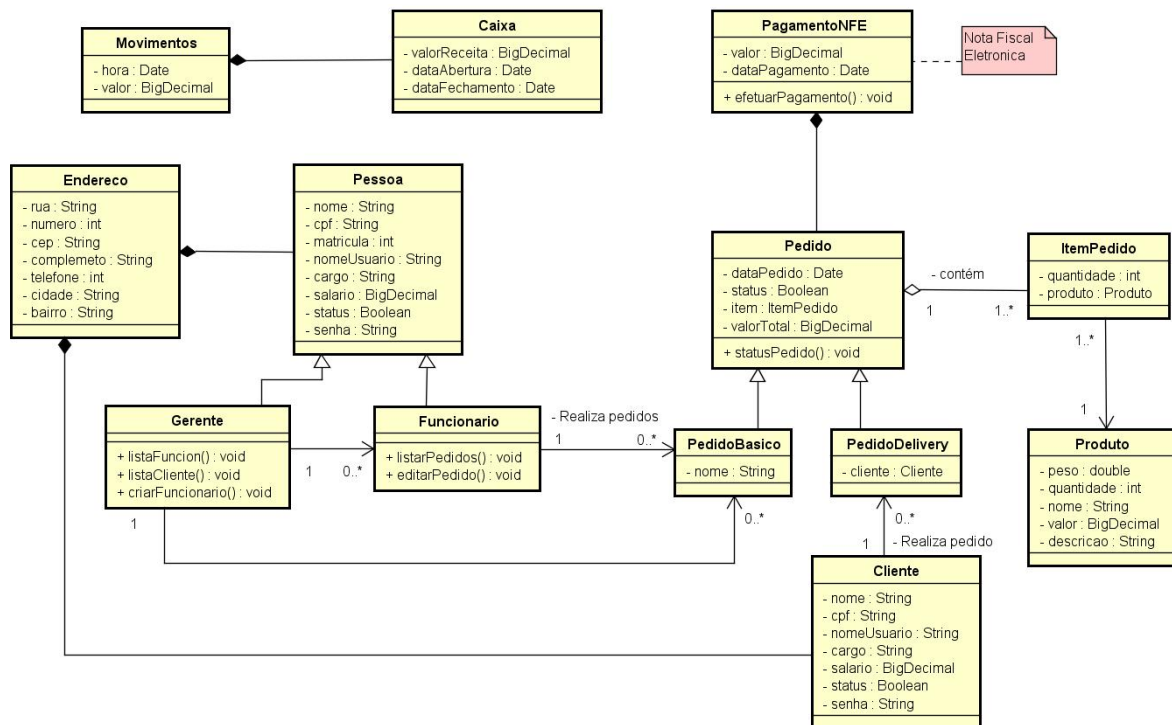 Movimentos
- hora : Date
- valor : BigDecimal
Caixa
- valorReceita : BigDecimal
- dataAbertura : Date
- dataFechamento : Date
PagamentoNFE
- valor : BigDecimal
- dataPagamento : Date
+ efetuarPagamento() : void
Nota Fiscal
Eletronica
Endereco
- rua : String
- numero : int
- cep : String
- complemeto : String
- telefone : int
- cidade : String
- bairro : String
Pessoa
- nome : String
- cpf : String
- matricula : int
- nomeUsuario : String
- cargo : String
- salario : BigDecimal
- status : Boolean
- senha : String
Pedido
- dataPedido : Date
- status : Boolean
- item : ItemPedido
- valorTotal : BigDecimal
+ statusPedido() : void
- contém
1
1..*
ItemPedido
- quantidade : int
- produto : Produto
1..*
1
Gerente
+ listaFuncion() : void
+ listaCliente() : void
+ criarFuncionario() : void
1
0..*
Funcionario
+ listarPedidos() : void
+ editarPedido() : void
- Realiza pedidos
1
0..*
PedidoBasico
- nome : String
PedidoDelivery
- cliente : Cliente
Produto
- peso : double
- quantidade : int
- nome : String
- valor : BigDecimal
- descricao : String
1
0..*
0..*
1
- Realiza pedido
Cliente
- nome : String
- cpf : String
- nomeUsuario : String
- cargo : String
- salario : BigDecimal
- status : Boolean
- senha : String